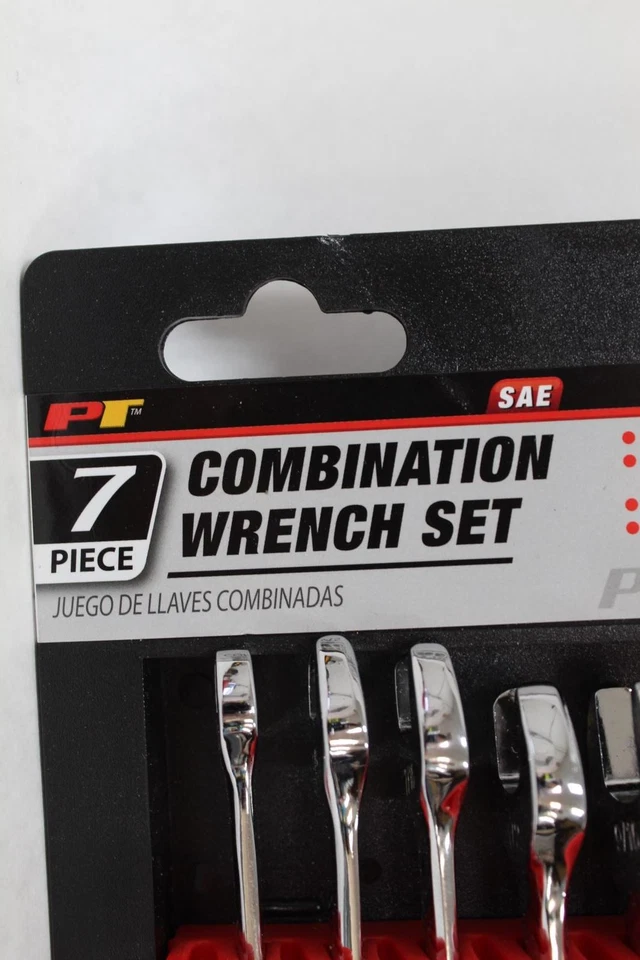 PT™
SAE
7
PIECE
COMBINATION
WRENCH SET
JUEGO DE LLAVES COMBINADAS
P